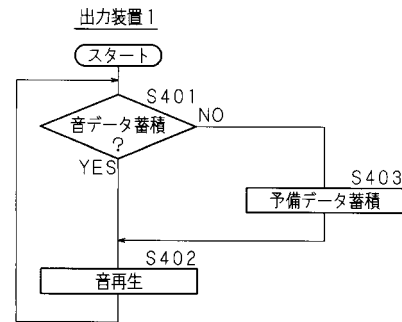 出力装置1
スタート
S401
音データ蓄積
?
NO
YES
S403
予備データ蓄積
S402
音再生